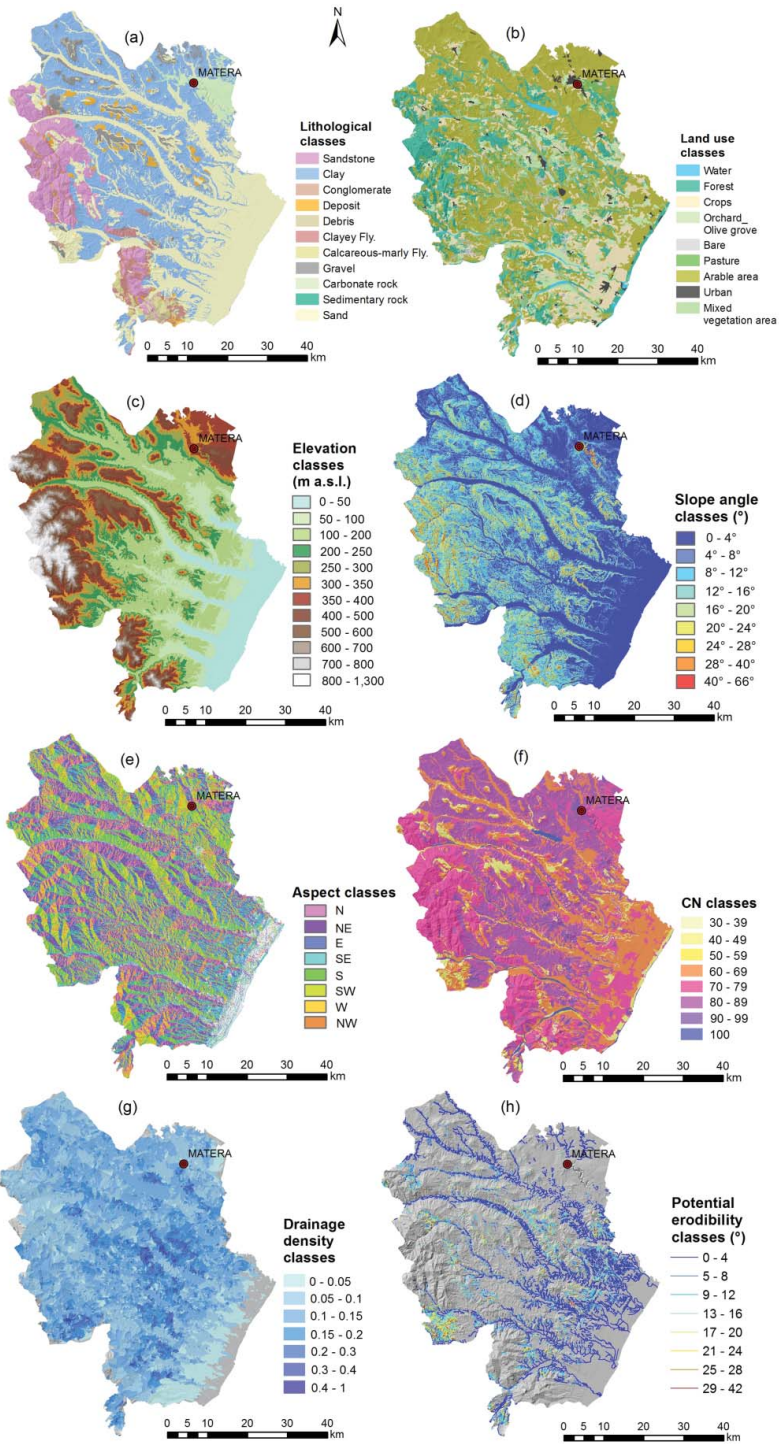 N
(a)
MATERA
Lithological
classes
Sandstone
Clay
Conglomerate
Deposit
Debris
Clayey Fly.
Calcareous-marly Fly.
Gravel
Carbonate rock
Sedimentary rock
Sand
0 5 10 20 30 40
km
(b)
MATERA
Land use
classes
Water
Forest
Crops
Orchard_
Olive grove
Bare
Pasture
Arable area
Urban
Mixed
vegetation area
0 5 10 20 30 40
km
(c)
MATERA
Elevation
classes
(m a.s.l.)
0 - 50
50 - 100
100 - 200
200 - 250
250 - 300
300 - 350
350 - 400
400 - 500
500 - 600
600 - 700
700 - 800
800 - 1,300
0 5 10 20 30 40
km
(d)
MATERA
Slope angle
classes (°)
0 - 4°
4° - 8°
8° - 12°
12° - 16°
16° - 20°
20° - 24°
24° - 28°
28° - 40°
40° - 66°
0 5 10 20 30 40
km
(e)
MATERA
Aspect classes
N
NE
E
SE
S
SW
W
NW
0 5 10 20 30 40
km
(f)
MATERA
CN classes
30 - 39
40 - 49
50 - 59
60 - 69
70 - 79
80 - 89
90 - 99
100
0 5 10 20 30 40
km
(g)
MATERA
Drainage
density
classes
0 - 0.05
0.05 - 0.1
0.1 - 0.15
0.15 - 0.2
0.2 - 0.3
0.3 - 0.4
0.4 - 1
0 5 10 20 30 40
km
(h)
MATERA
Potential
erodibility
classes (°)
0 - 4
5 - 8
9 - 12
13 - 16
17 - 20
21 - 24
25 - 28
29 - 42
0 5 10 20 30 40
km